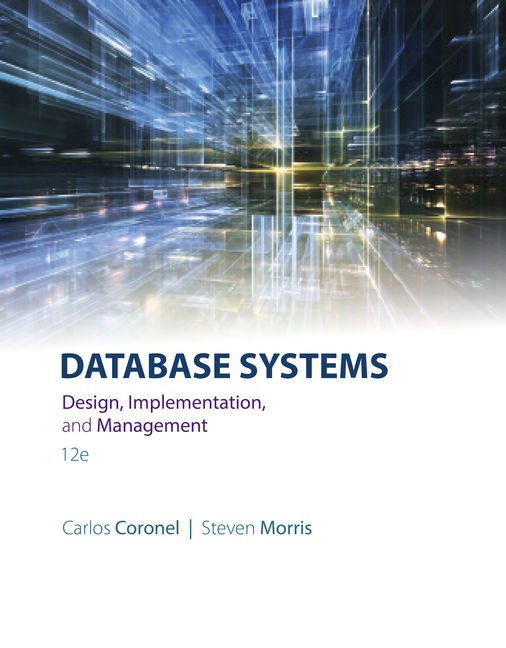 DATABASE SYSTEMS
Design, Implementation,
and Management
12e
Carlos Coronel | Steven Morris